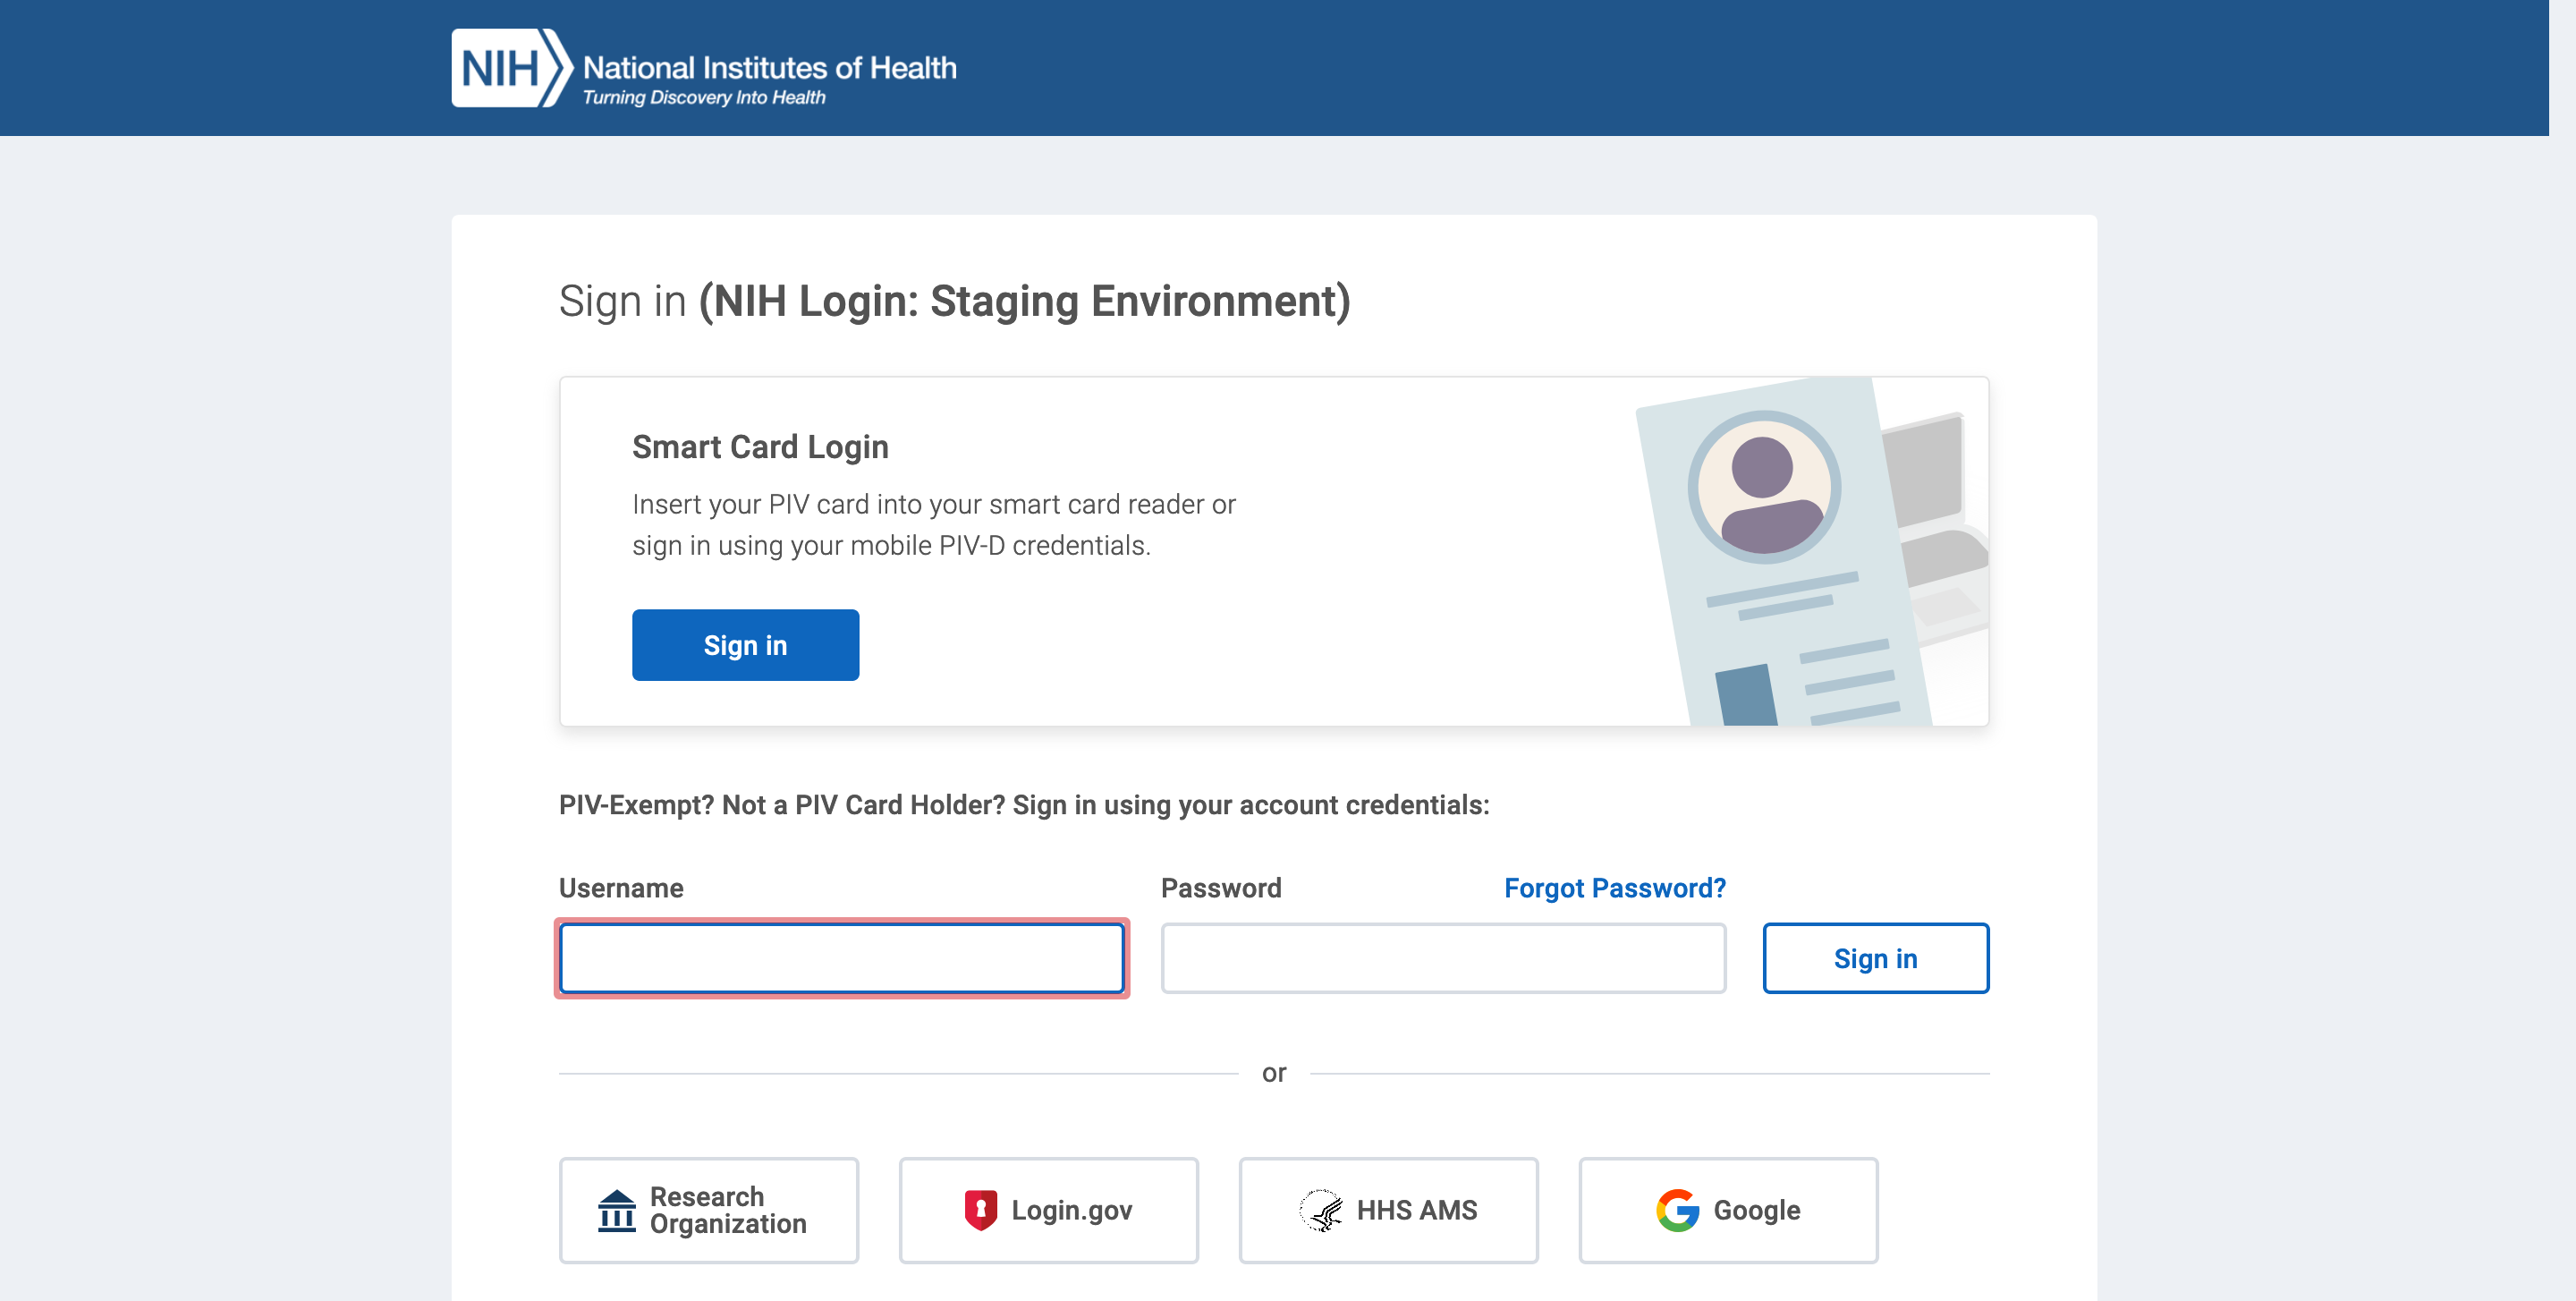 NIH National Institutes of Health
Turning Discovery Into Health
Sign in (NIH Login: Staging Environment)
Smart Card Login
Insert your PIV card into your smart card reader or
sign in using your mobile PIV-D credentials.
Sign in
PIV-Exempt? Not a PIV Card Holder? Sign in using your account credentials:
Username
Password
Forgot Password?
Sign in
or
Research
Organization
Login.gov
HHS AMS
Google